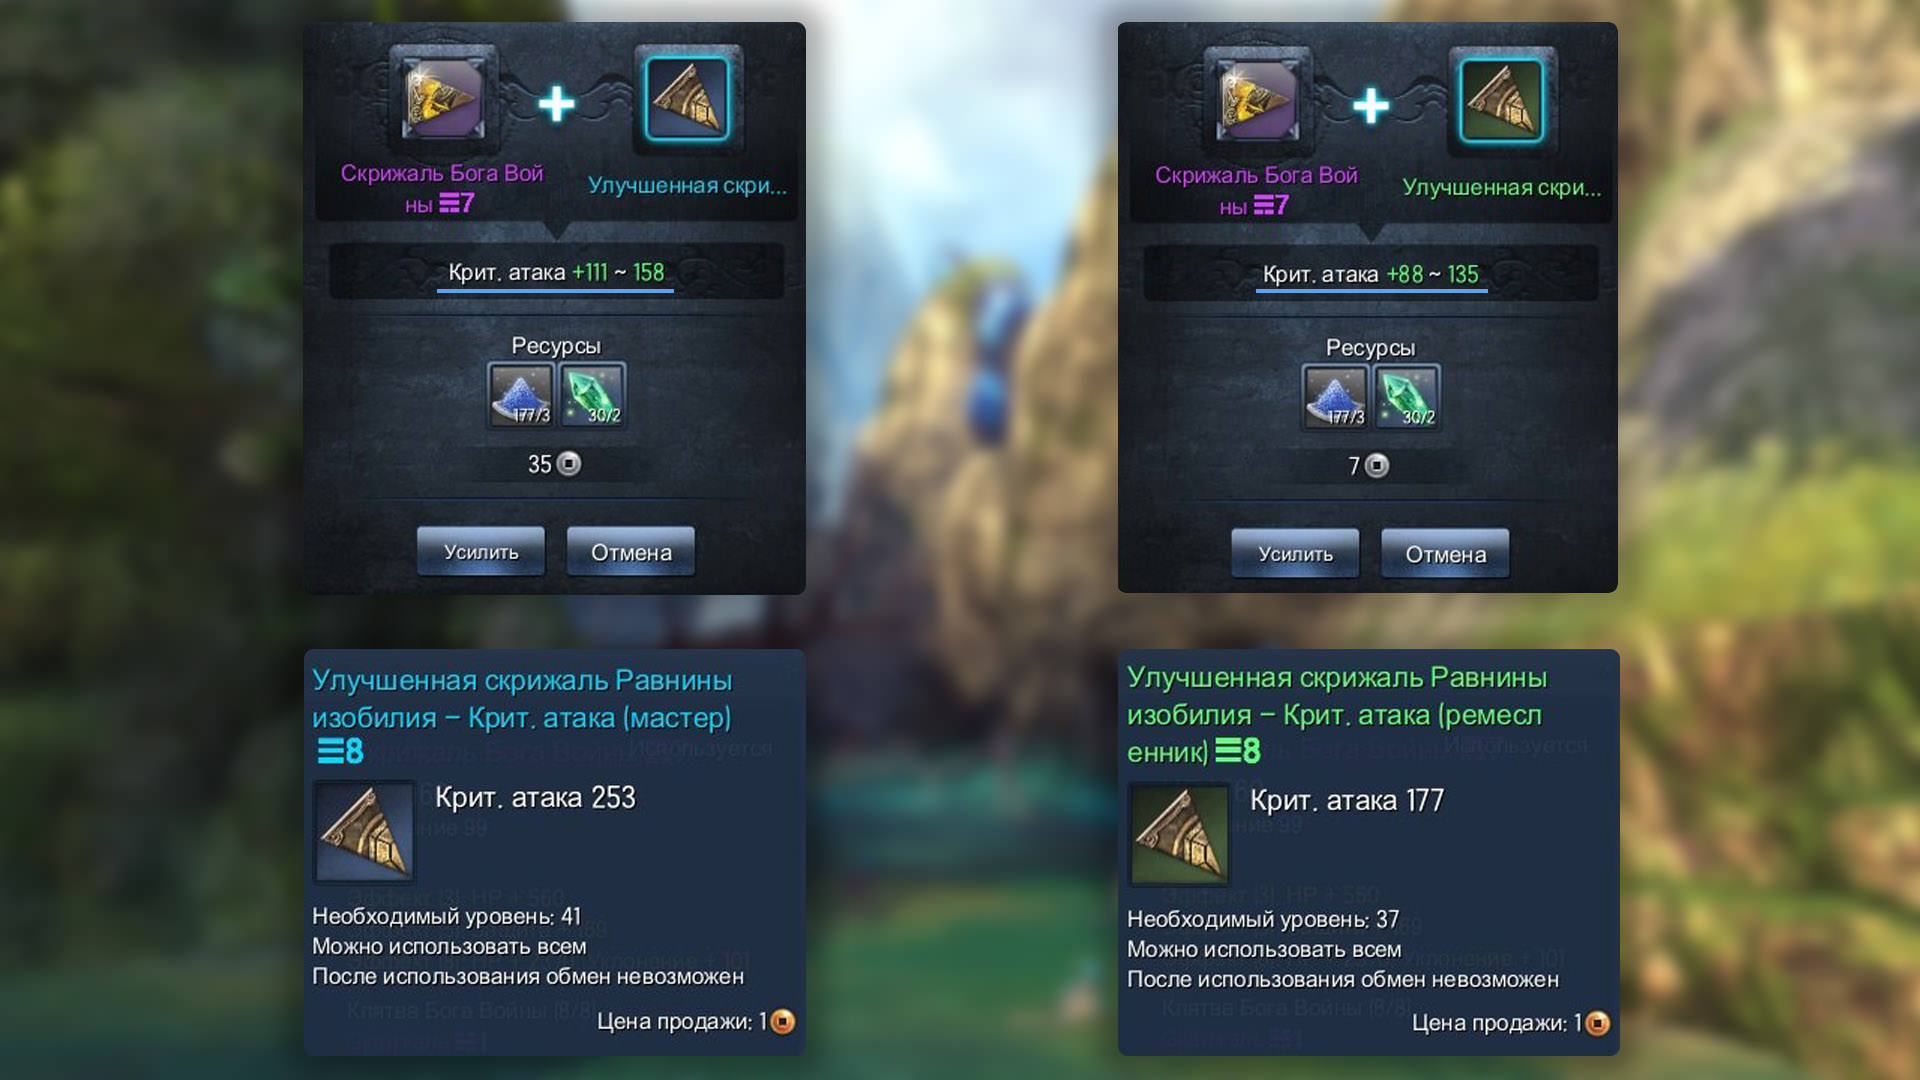 Скрижаль Бога Вой
ны 7
Улучшенная скри...
Крит. атака +111 ~ 158
Ресурсы
177/3 30/2
35
Усилить Отмена
Скрижаль Бога Вой
ны 7
Улучшенная скри...
Крит. атака +88 ~ 135
Ресурсы
177/3 30/2
7
Усилить Отмена
Улучшенная скрижаль Равнины
изобилия – Крит. атака (мастер)
8
Крит. атака 253
Необходимый уровень: 41
Можно использовать всем
После использования обмен невозможен
Цена продажи: 1
Улучшенная скрижаль Равнины
изобилия – Крит. атака (ремесл
енник) 8
Крит. атака 177
Необходимый уровень: 37
Можно использовать всем
После использования обмен невозможен
Цена продажи: 1